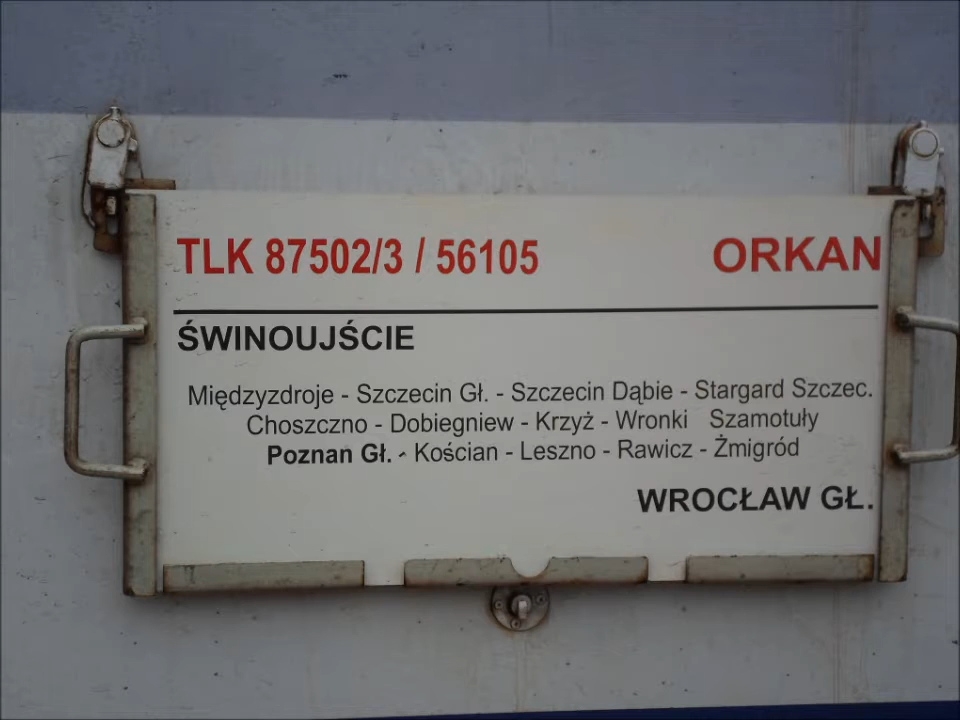 TLK 87502/3 / 56105 ORKAN
ŚWINOUJŚCIE
Międzyzdroje - Szczecin Gł. - Szczecin Dąbie - Stargard Szczec.
Choszczno - Dobiegniew - Krzyż - Wronki Szamotuły
Poznan Gł. - Kościan - Leszno - Rawicz - Żmigród
WROCŁAW GŁ.